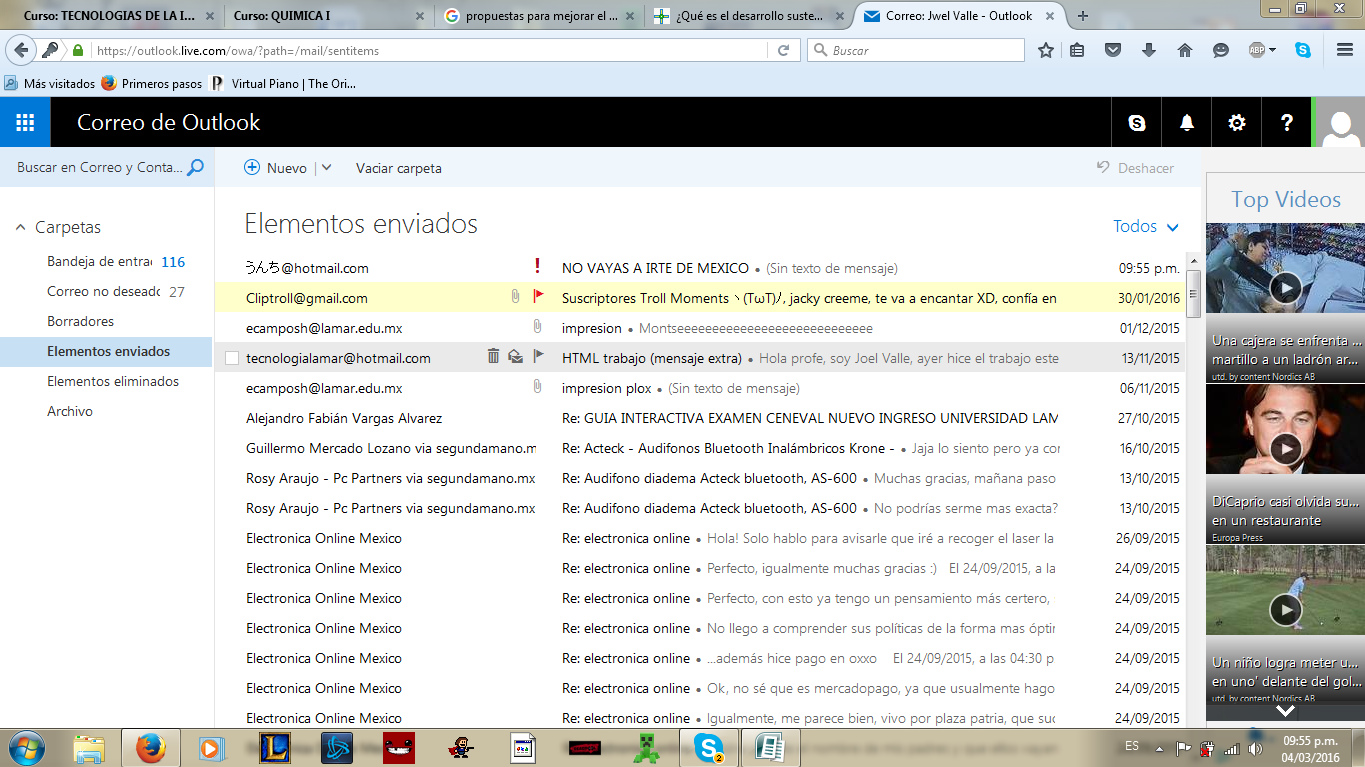 Curso: TECNOLOGIAS DE LA I...
Curso: QUIMICA I
propuestas para mejorar el ...
¿Qué es el desarrollo suste...
Correo: Jwel Valle - Outlook
https://outlook.live.com/owa/?path=/mail/sentitems
Buscar
ABP
Más visitados
Primeros pasos
Virtual Piano | The Ori...
Correo de Outlook
Buscar en Correo y Conta...
Nuevo
Vaciar carpeta
Deshacer
Carpetas
Bandeja de entrac 116
Correo no deseado 27
Borradores
Elementos enviados
Elementos eliminados
Archivo
Elementos enviados
Todos
うんち@hotmail.com ! NO VAYAS A IRTE DE MEXICO • (Sin texto de mensaje) 09:55 p.m.
Cliptroll@gmail.com Suscriptores Troll Moments ヽ(TωT)ﾉ, jacky creeme, te va a encantar XD, confía en 30/01/2016
ecamposh@lamar.edu.mx impresion • Montseeeeeeeeeeeeeeeeeeeeeeeeeeee 01/12/2015
tecnologialamar@hotmail.com HTML trabajo (mensaje extra) • Hola profe, soy Joel Valle, ayer hice el trabajo este 13/11/2015
ecamposh@lamar.edu.mx impresion plox • (Sin texto de mensaje) 06/11/2015
Alejandro Fabián Vargas Alvarez Re: GUIA INTERACTIVA EXAMEN CENEVAL NUEVO INGRESO UNIVERSIDAD LAM 27/10/2015
Guillermo Mercado Lozano via segundamano.m Re: Acteck - Audifonos Bluetooth Inalámbricos Krone - • Jaja lo siento pero ya cor 16/10/2015
Rosy Araujo - Pc Partners via segundamano.mx Re: Audifono diadema Acteck bluetooth, AS-600 • Muchas gracias, mañana paso 13/10/2015
Rosy Araujo - Pc Partners via segundamano.mx Re: Audifono diadema Acteck bluetooth, AS-600 • No podrías serme mas exacta? 13/10/2015
Electronica Online Mexico Re: electronica online • Hola! Solo hablo para avisarle que iré a recoger el laser la 26/09/2015
Electronica Online Mexico Re: electronica online • Perfecto, igualmente muchas gracias :) El 24/09/2015, a la 24/09/2015
Electronica Online Mexico Re: electronica online • Perfecto, con esto ya tengo un pensamiento más certero, 24/09/2015
Electronica Online Mexico Re: electronica online • No llego a comprender sus políticas de la forma mas óptir 24/09/2015
Electronica Online Mexico Re: electronica online • ...además hice pago en oxxo El 24/09/2015, a las 04:30 p 24/09/2015
Electronica Online Mexico Re: electronica online • Ok, no sé que es mercadopago, ya que usualmente hago 24/09/2015
Electronica Online Mexico Re: electronica online • Igualmente, me parece bien, vivo por plaza patria, que suc 24/09/2015
Top Videos
Una cajera se enfrenta ...
martillo a un ladrón ar...
utd. by content Nordics AB
DiCaprio casi olvida su...
en un restaurante
Europa Press
Un niño logra meter u...
en uno' delante del gol...
utd. by content Nordics AB
ES
09:55 p.m.
04/03/2016